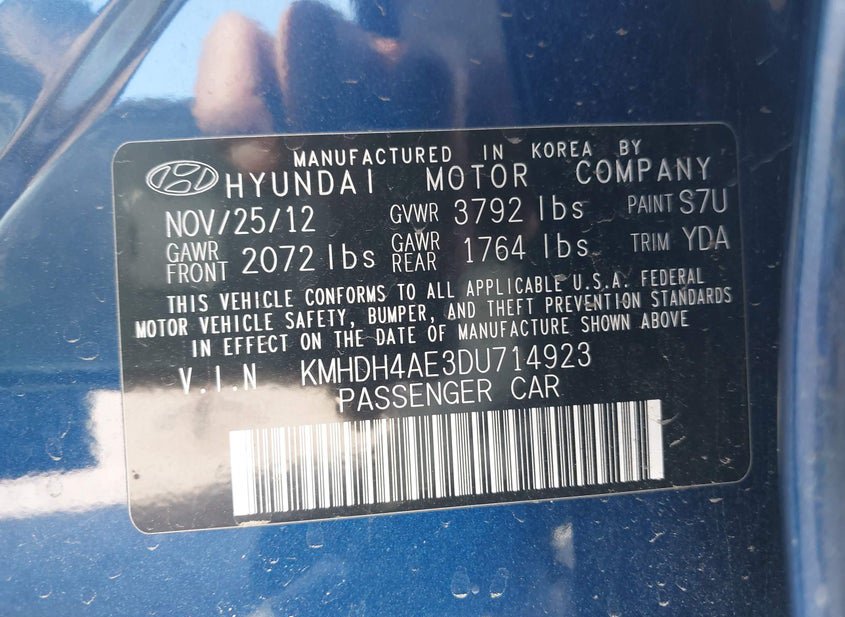 MANUFACTURED IN KOREA BY
HYUNDAI MOTOR COMPANY
NOV/25/12 GVWR 3792 lbs PAINT S7U
GAWR FRONT 2072 lbs GAWR REAR 1764 lbs TRIM YDA
THIS VEHICLE CONFORMS TO ALL APPLICABLE U.S.A. FEDERAL
MOTOR VEHICLE SAFETY, BUMPER, AND THEFT PREVENTION STANDARDS
IN EFFECT ON THE DATE OF MANUFACTURE SHOWN ABOVE
V.I.N KMHDH4AE3DU714923
PASSENGER CAR